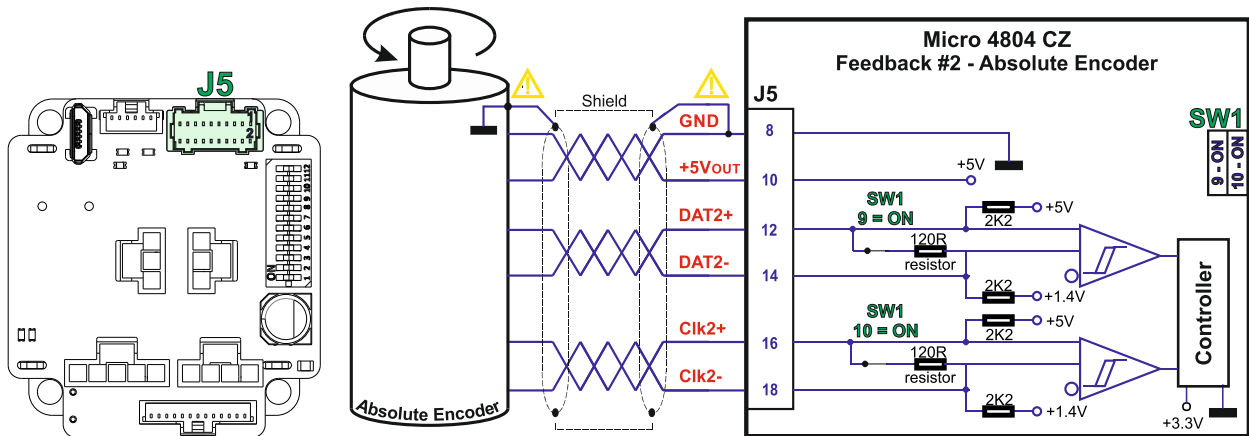 J5
1
2
1 2 3 4 5 6 7 8 9 10 11 12
ON
Absolute Encoder
Shield
GND
+5VOUT
DAT2+
DAT2-
Clk2+
Clk2-
Micro 4804 CZ
Feedback #2 - Absolute Encoder
J5
8
10
12
14
16
18
SW1
9 - ON
10 - ON
+5V
SW1
9 = ON
120R
resistor
2K2
+5V
2K2
+1.4V
SW1
10 = ON
120R
resistor
+5V
2K2
2K2
+1.4V
Controller
+3.3V